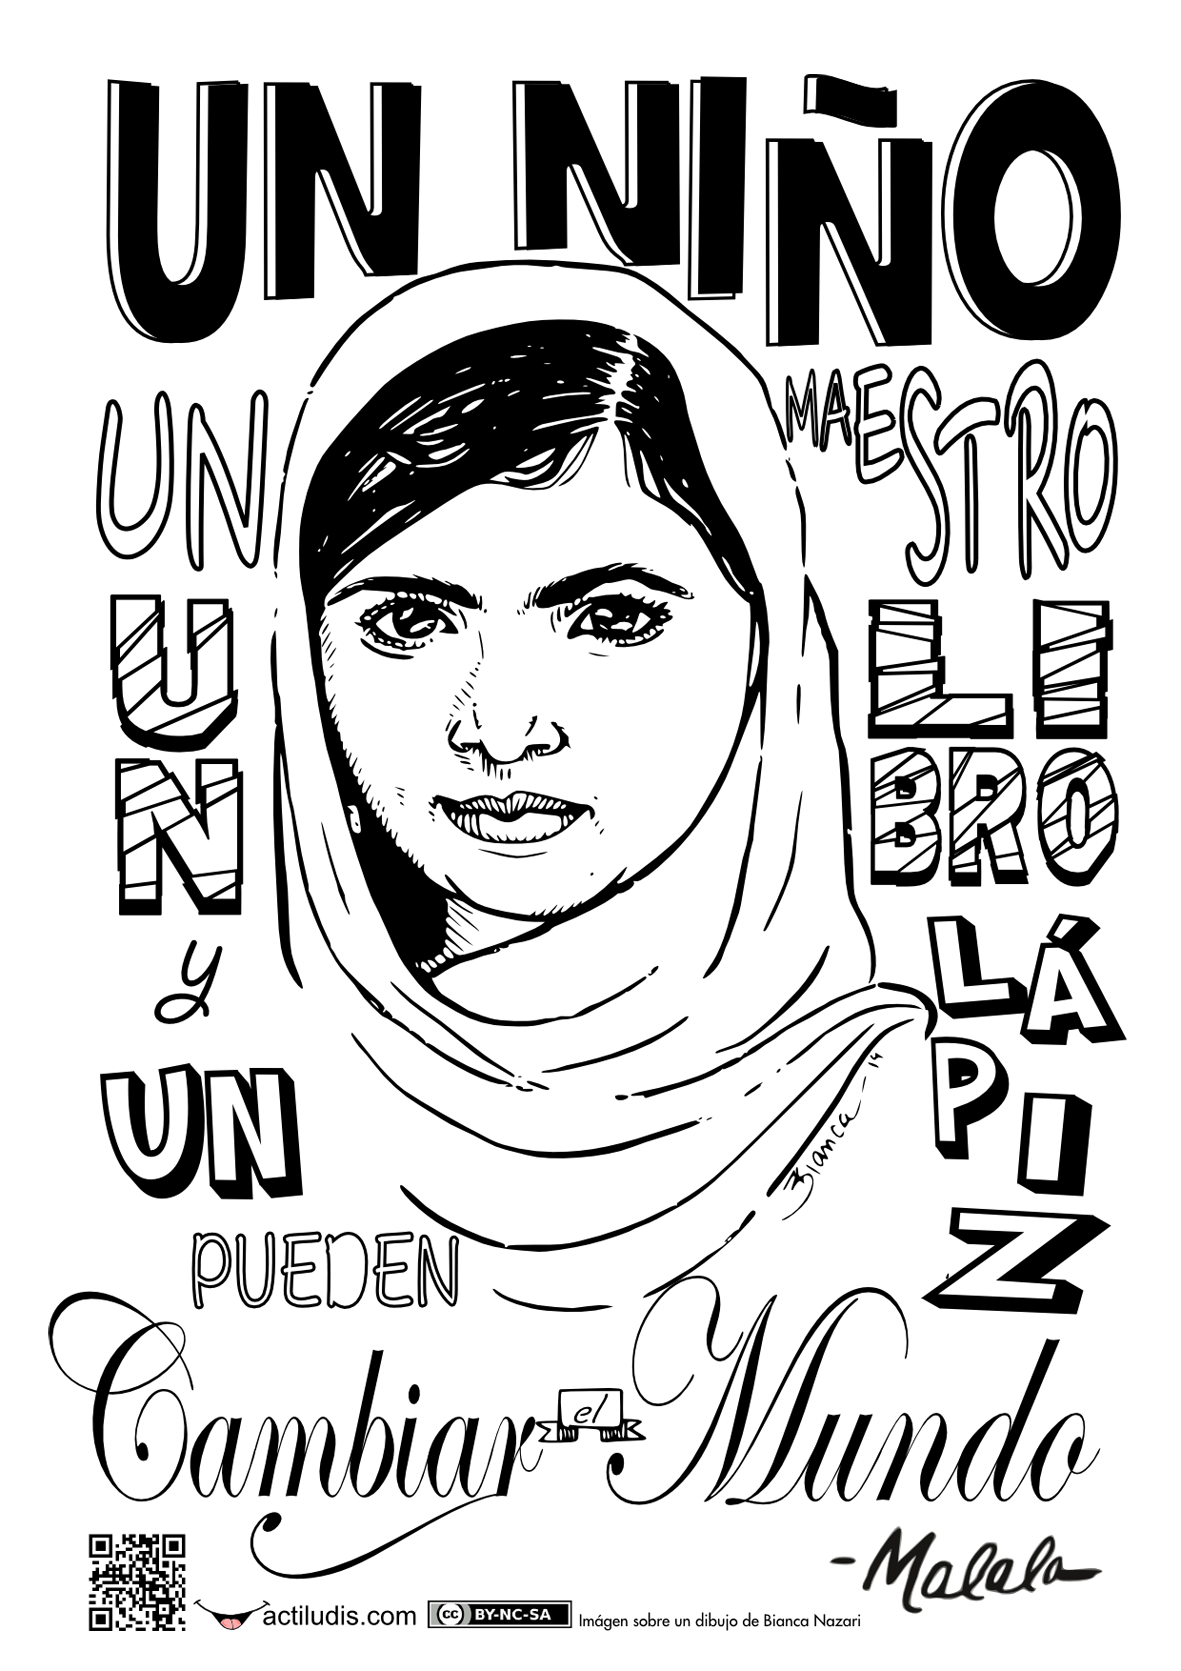 UN NIÑO
UN MAESTRO
UN LIBRO
y UN LÁPIZ
PUEDEN
Cambiar el Mundo
-Malala
Bianca-14
actiludis.com
cc BY-NC-SA
Imágen sobre un dibujo de Bianca Nazari